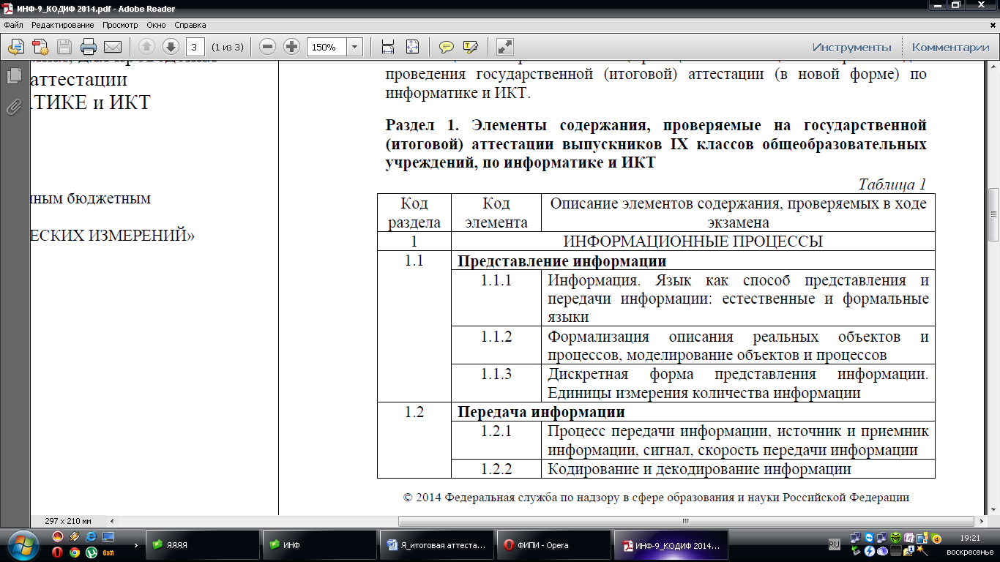 ИНФ-9_КОДИФ 2014.pdf - Adobe Reader
Файл Редактирование Просмотр Окно Справка
3 (1 из 3) 150% Инструменты Комментарии
аттестации
ТИКЕ и ИКТ
ным бюджетным
ЕСКИХ ИЗМЕРЕНИЙ»
проведения государственной (итоговой) аттестации (в новой форме) по
информатике и ИКТ.
Раздел 1. Элементы содержания, проверяемые на государственной
(итоговой) аттестации выпускников IX классов общеобразовательных
учреждений, по информатике и ИКТ
Таблица 1
Код раздела
Код элемента
Описание элементов содержания, проверяемых в ходе
экзамена
1 ИНФОРМАЦИОННЫЕ ПРОЦЕССЫ
1.1 Представление информации
1.1.1 Информация. Язык как способ представления и
передачи информации: естественные и формальные
языки
1.1.2 Формализация описания реальных объектов и
процессов, моделирование объектов и процессов
1.1.3 Дискретная форма представления информации.
Единицы измерения количества информации
1.2 Передача информации
1.2.1 Процесс передачи информации, источник и приемник
информации, сигнал, скорость передачи информации
1.2.2 Кодирование и декодирование информации
© 2014 Федеральная служба по надзору в сфере образования и науки Российской Федерации
297 x 210 мм
ЯЯЯЯ ИНФ Я_итоговая аттеста... ФИПИ - Opera ИНФ-9_КОДИФ 2014... RU 19:21
воскресенье